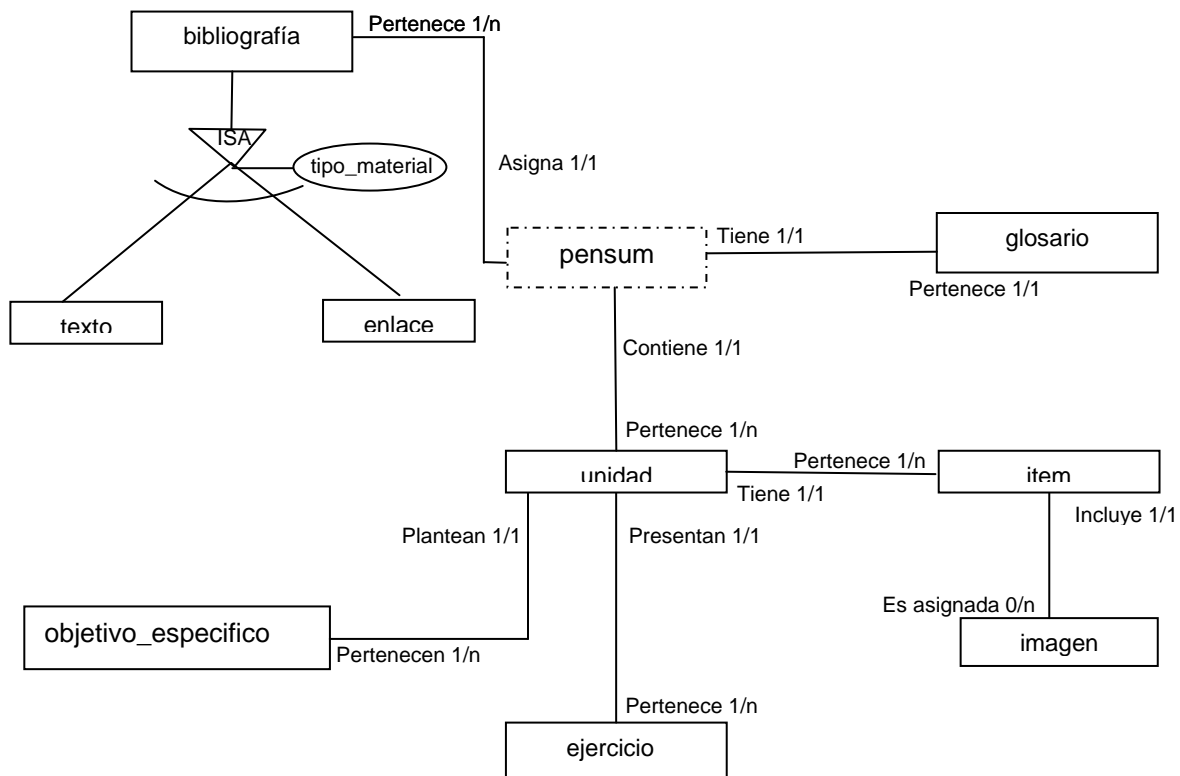 Pertenece 1/n
bibliografía
ISA
tipo_material
Asigna 1/1
texto
enlace
pensum
Tiene 1/1
glosario
Pertenece 1/1
Contiene 1/1
Pertenece 1/n
unidad
Pertenece 1/n
Tiene 1/1
item
Incluye 1/1
Plantean 1/1
Presentan 1/1
Es asignada 0/n
imagen
objetivo_especifico
Pertenecen 1/n
Pertenece 1/n
ejercicio